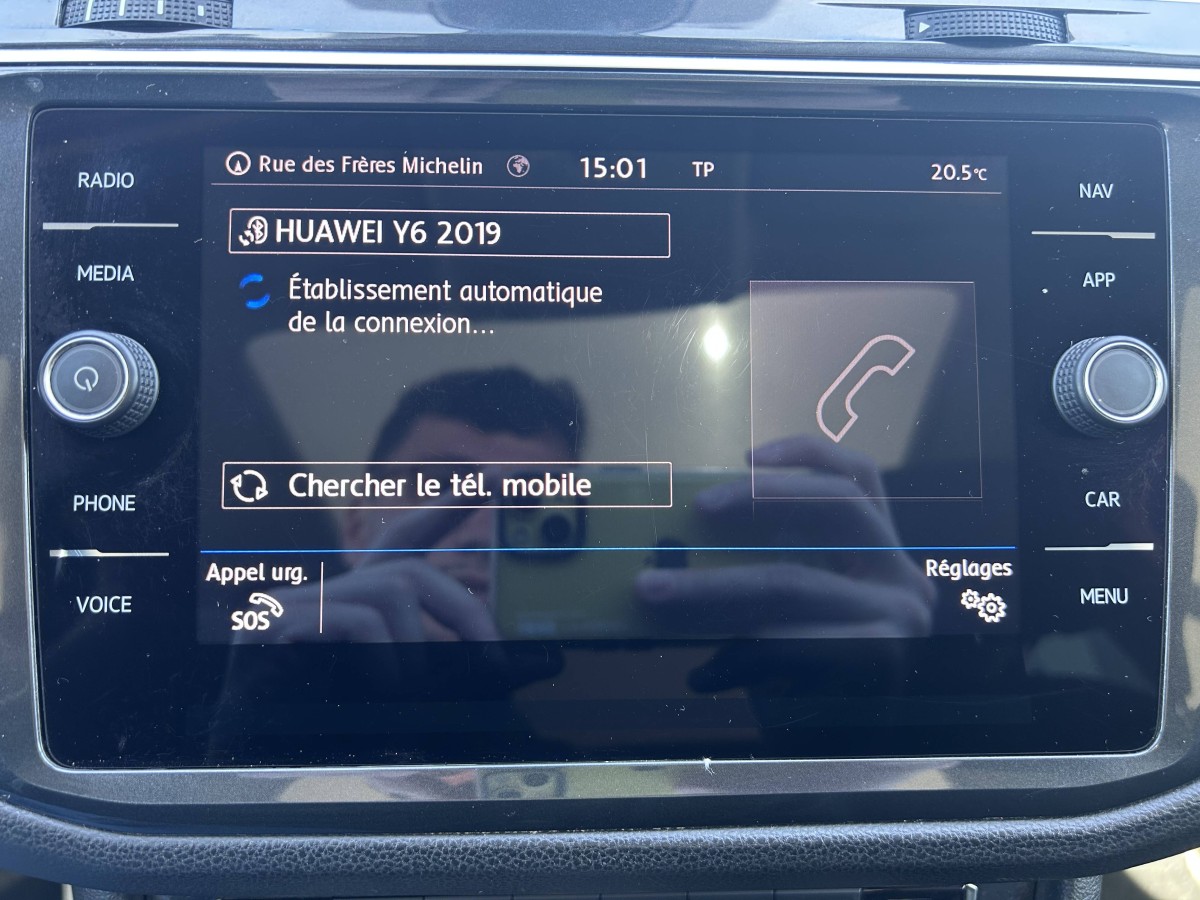 Rue des Frères Michelin 15:01 TP 20.5°C
RADIO
MEDIA
PHONE
VOICE
HUAWEI Y6 2019
Établissement automatique
de la connexion...
Chercher le tél. mobile
Appel urg.
SOS
Réglages
NAV
APP
CAR
MENU